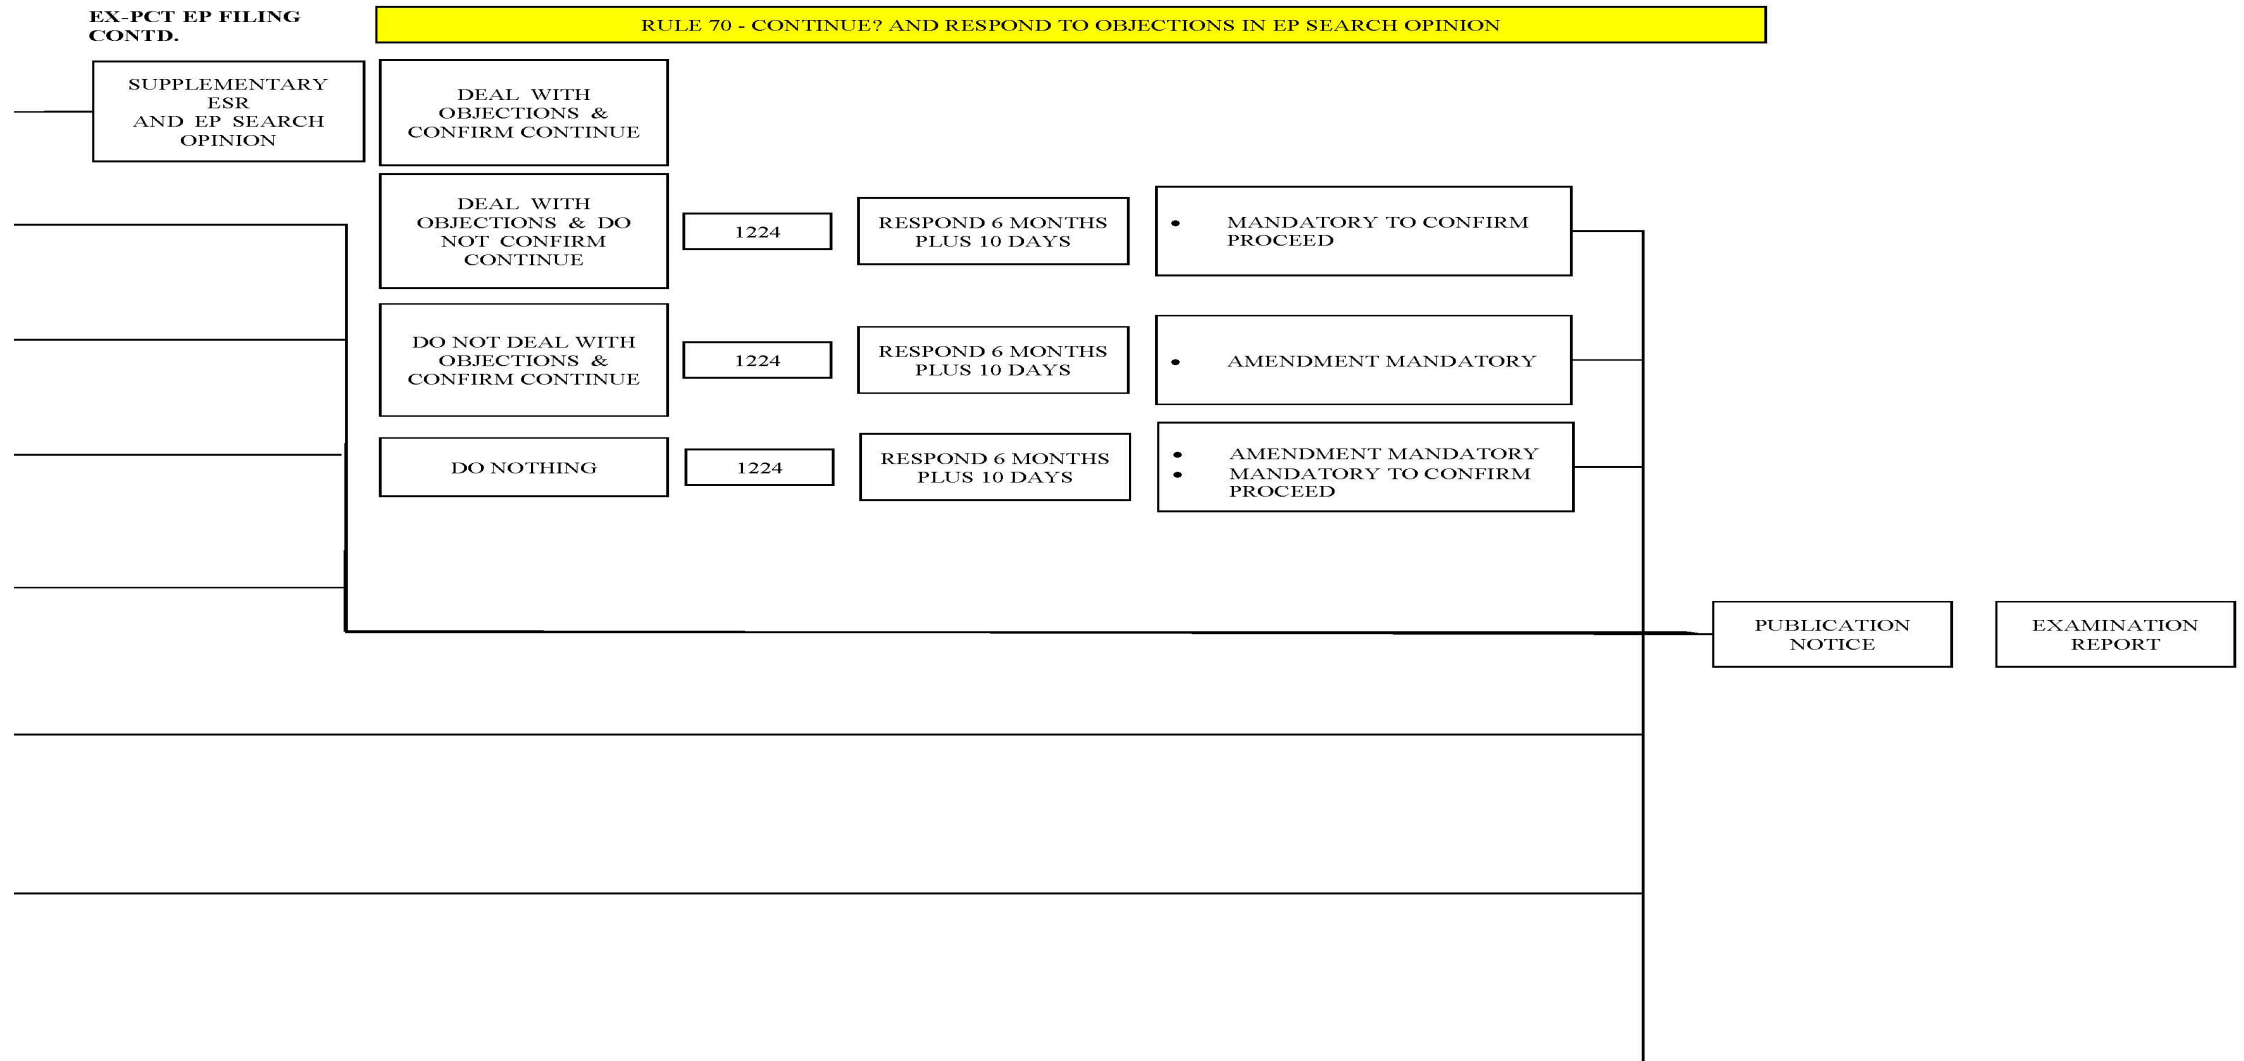 EX-PCT EP FILING
CONTD.
RULE 70 - CONTINUE? AND RESPOND TO OBJECTIONS IN EP SEARCH OPINION
SUPPLEMENTARY
ESR
AND EP SEARCH
OPINION
DEAL WITH
OBJECTIONS &
CONFIRM CONTINUE
DEAL WITH
OBJECTIONS & DO
NOT CONFIRM
CONTINUE
1224
RESPOND 6 MONTHS
PLUS 10 DAYS
• MANDATORY TO CONFIRM
PROCEED
DO NOT DEAL WITH
OBJECTIONS &
CONFIRM CONTINUE
1224
RESPOND 6 MONTHS
PLUS 10 DAYS
• AMENDMENT MANDATORY
DO NOTHING
1224
RESPOND 6 MONTHS
PLUS 10 DAYS
• AMENDMENT MANDATORY
• MANDATORY TO CONFIRM
PROCEED
PUBLICATION
NOTICE
EXAMINATION
REPORT